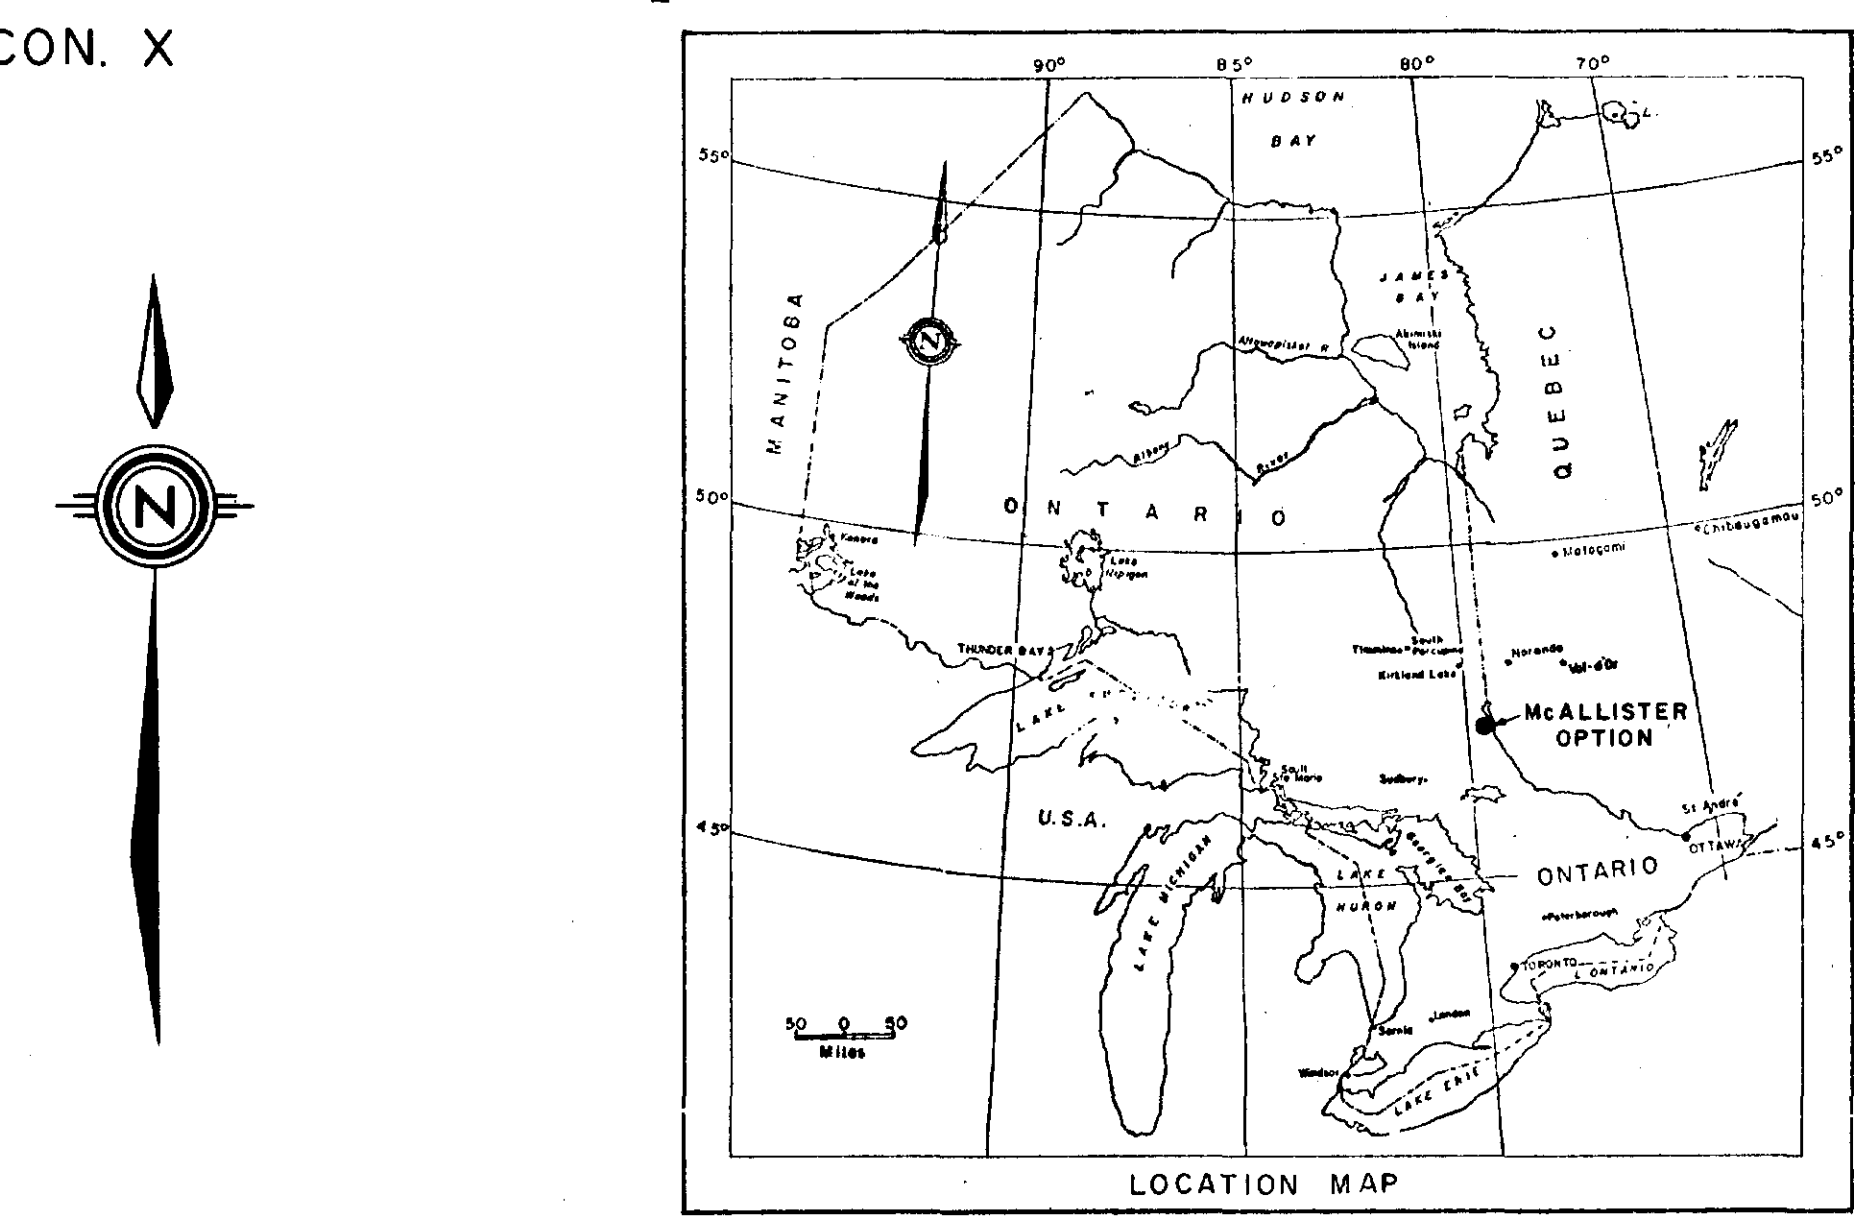 CON. X
90° 85° 80° 70°
HUDSON
BAY
L.
55° 55°
JAMES
BAY
MANITOBA
N
Akimiski
Island
Attawapiskat R
QUEBEC
N
Albany River
50° 50°
ONTARIO
Chibougamau
Matagami
Kenora
Lake
of the
Woods
Lake
Nipigon
THUNDER BAY
South
Timmins Porcupine
Kirkland Lake
Noranda
Val-d'Or
LAKE
McALLISTER
OPTION
Sault
Ste Marie
Sudbury
St André
U.S.A.
45° 45°
OTTAWA
Georgian Bay
LAKE MICHIGAN
LAKE
HURON
ONTARIO
Peterborough
TORONTO
L ONTARIO
50 0 50
Miles
London
Sarnia
Windsor
LAKE ERIE
LOCATION MAP